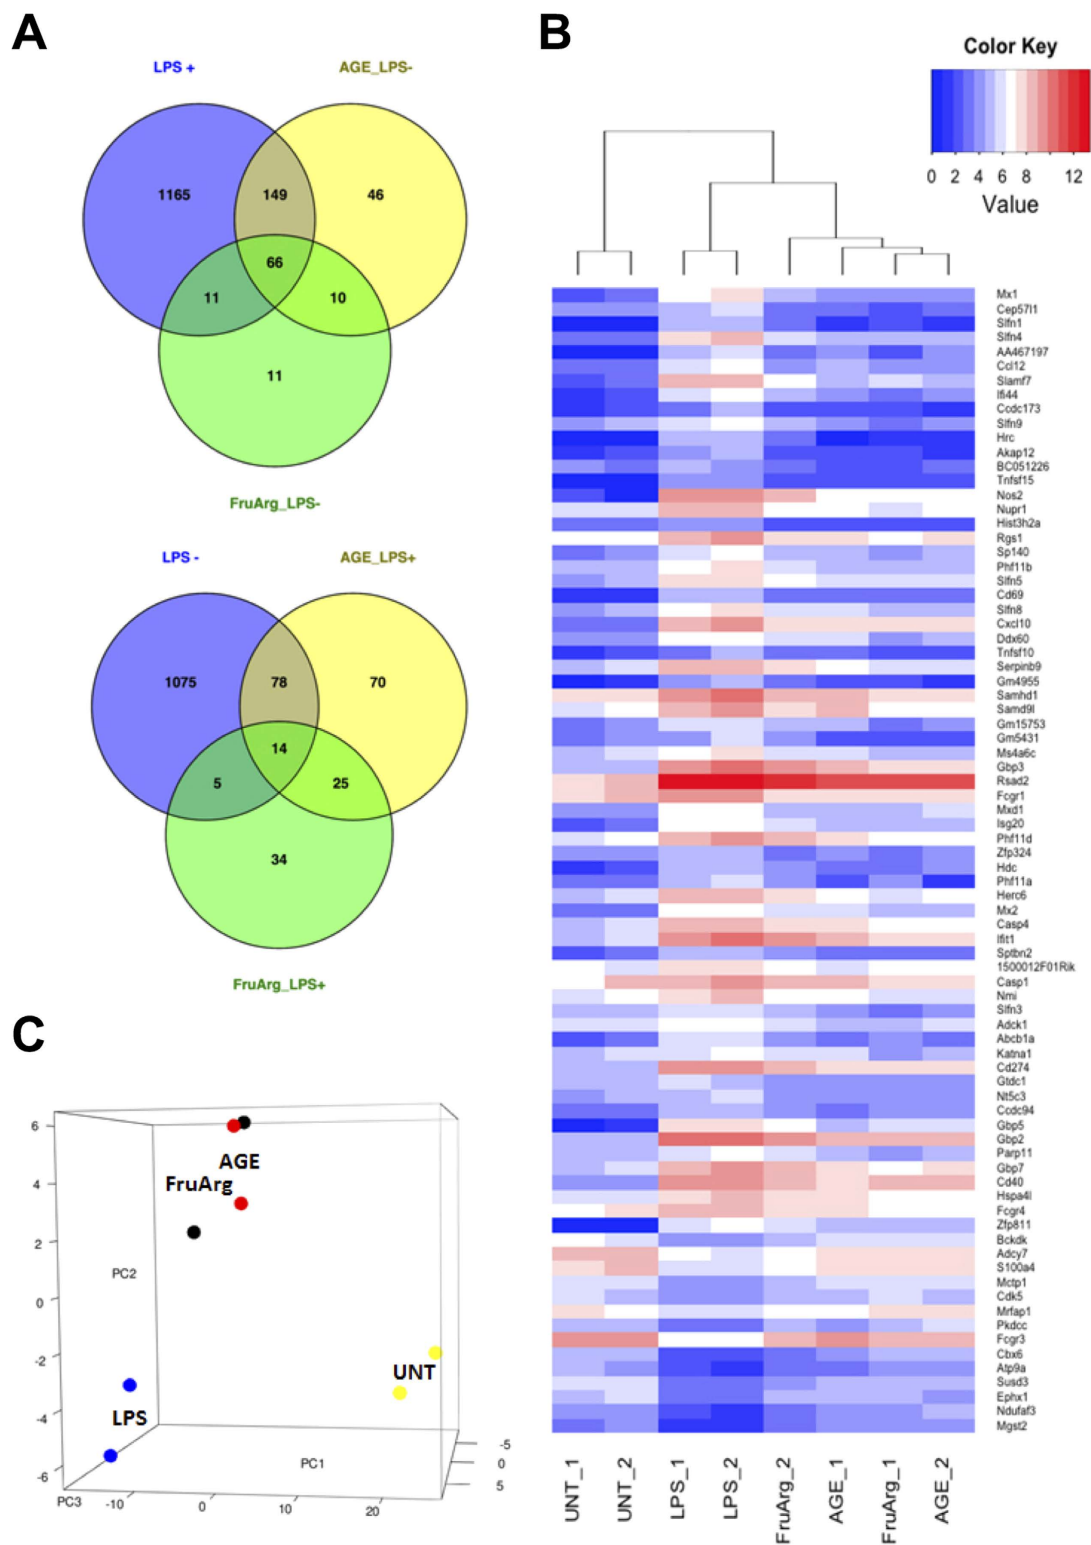 A
LPS +
AGE_LPS-
1165
149
46
66
11
10
11
FruArg_LPS-
LPS -
AGE_LPS+
1075
78
70
14
5
25
34
FruArg_LPS+
B
Color Key
0 2 4 6 8 12
Value
Mx1
Cep57l1
Slfn1
Slfn4
AA467197
Ccl12
Slamf7
Ifi44
Ccdc173
Slfn9
Hrc
Akap12
BC051226
Tnfsf15
Nos2
Nupr1
Hist3h2a
Rgs1
Sp140
Phf11b
Slfn5
Cd69
Slfn8
Cxcl10
Ddx60
Tnfsf10
Serpinb9
Gm4955
Samhd1
Samd9l
Gm15753
Gm5431
Ms4a6c
Gbp3
Rsad2
Fcgr1
Mxd1
Isg20
Phf11d
Zfp324
Hdc
Phf11a
Herc6
Mx2
Casp4
Ifit1
Sptbn2
1500012F01Rik
Casp1
Nmi
Slfn3
Adck1
Abcb1a
Katna1
Cd274
Gtdc1
Nt5c3
Ccdc94
Gbp5
Gbp2
Parp11
Gbp7
Cd40
Hspa4l
Fcgr4
Zfp811
Bckdk
Adcy7
S100a4
Mctp1
Cdk5
Mrfap1
Pkdcc
Fcgr3
Cbx6
Atp9a
Susd3
Ephx1
Ndufaf3
Mgst2
UNT_1
UNT_2
LPS_1
LPS_2
FruArg_2
AGE_1
FruArg_1
AGE_2
C
6
4
2
0
-2
-4
-6
AGE
FruArg
PC2
UNT
LPS
PC1
PC3
-10
0
10
20
-5
0
5